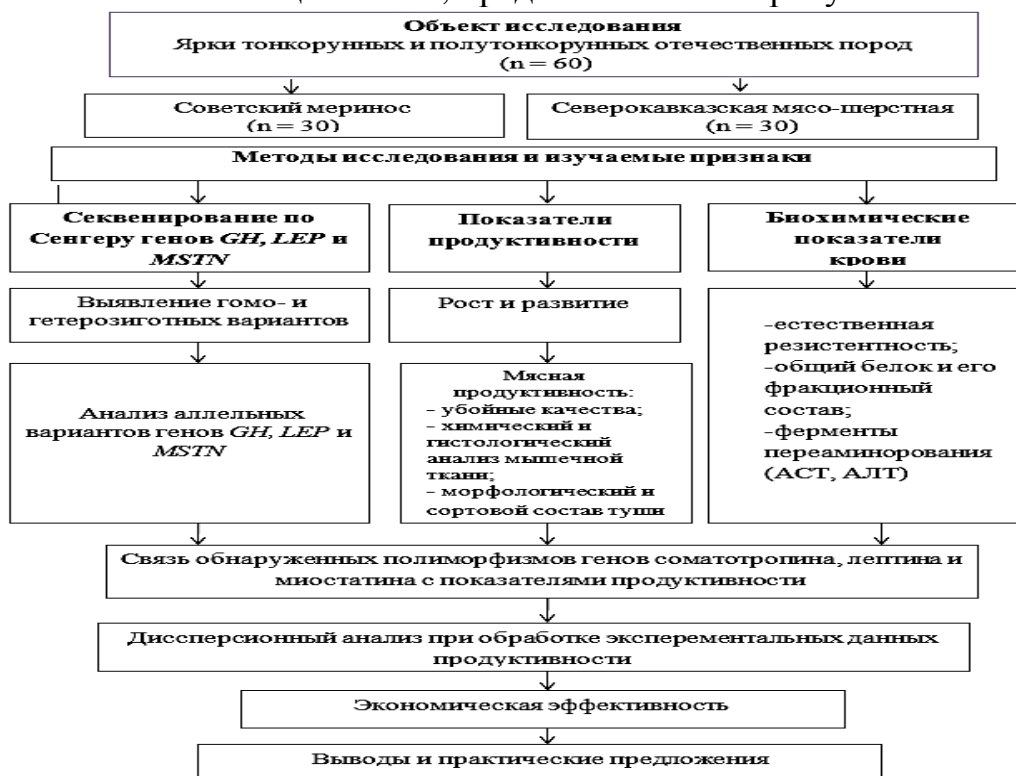 Объект исследования
Ярки тонкорунных и полутонкорунных отечественных пород
(n = 60)
Советский меринос
(n = 30)
Северокавказская мясо-шерстная
(n = 30)
Методы исследования и изучаемые признаки
Секвенирование по
Сенгеру генов GH, LEP и
MSTN
Показатели
продуктивности
Биохимические
показатели
крови
Выявление гомо- и
гетерозиготных вариантов
Рост и развитие
-естественная
резистентность;
-общий белок и его
фракционный
состав;
-ферменты
переаминорования
(АСТ, АЛТ)
Анализ аллельных
вариантов генов GH, LEP и
MSTN
Мясная
продуктивность:
- убойные качества;
- химический и
гистологический
анализ мышечной
ткани;
- морфологический и
сортовой состав туши
Связь обнаруженных полиморфизмов генов соматотропина, лептина и
миостатина с показателями продуктивности
Диссперсионный анализ при обработке эксперементальных данных
продуктивности
Экономическая эффективность
Выводы и практические предложения